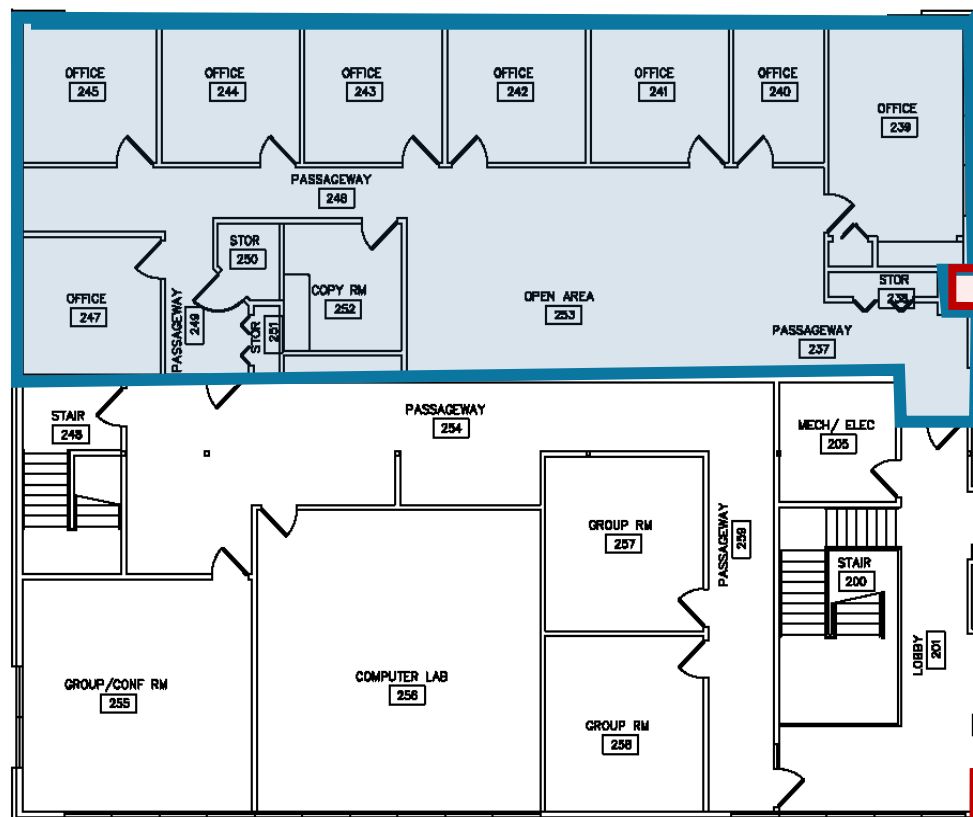 OFFICE
245
OFFICE
244
OFFICE
243
OFFICE
242
OFFICE
241
OFFICE
240
OFFICE
239
PASSAGEWAY
246
STOR
250
COPY RM
252
OFFICE
247
PASSAGEWAY
249
STOR
251
OPEN AREA
253
STOR
238
PASSAGEWAY
237
STAIR
248
PASSAGEWAY
254
MECH/ ELEC
205
GROUP RM
257
PASSAGEWAY
259
STAIR
200
LOBBY
201
GROUP/CONF RM
255
COMPUTER LAB
256
GROUP RM
258